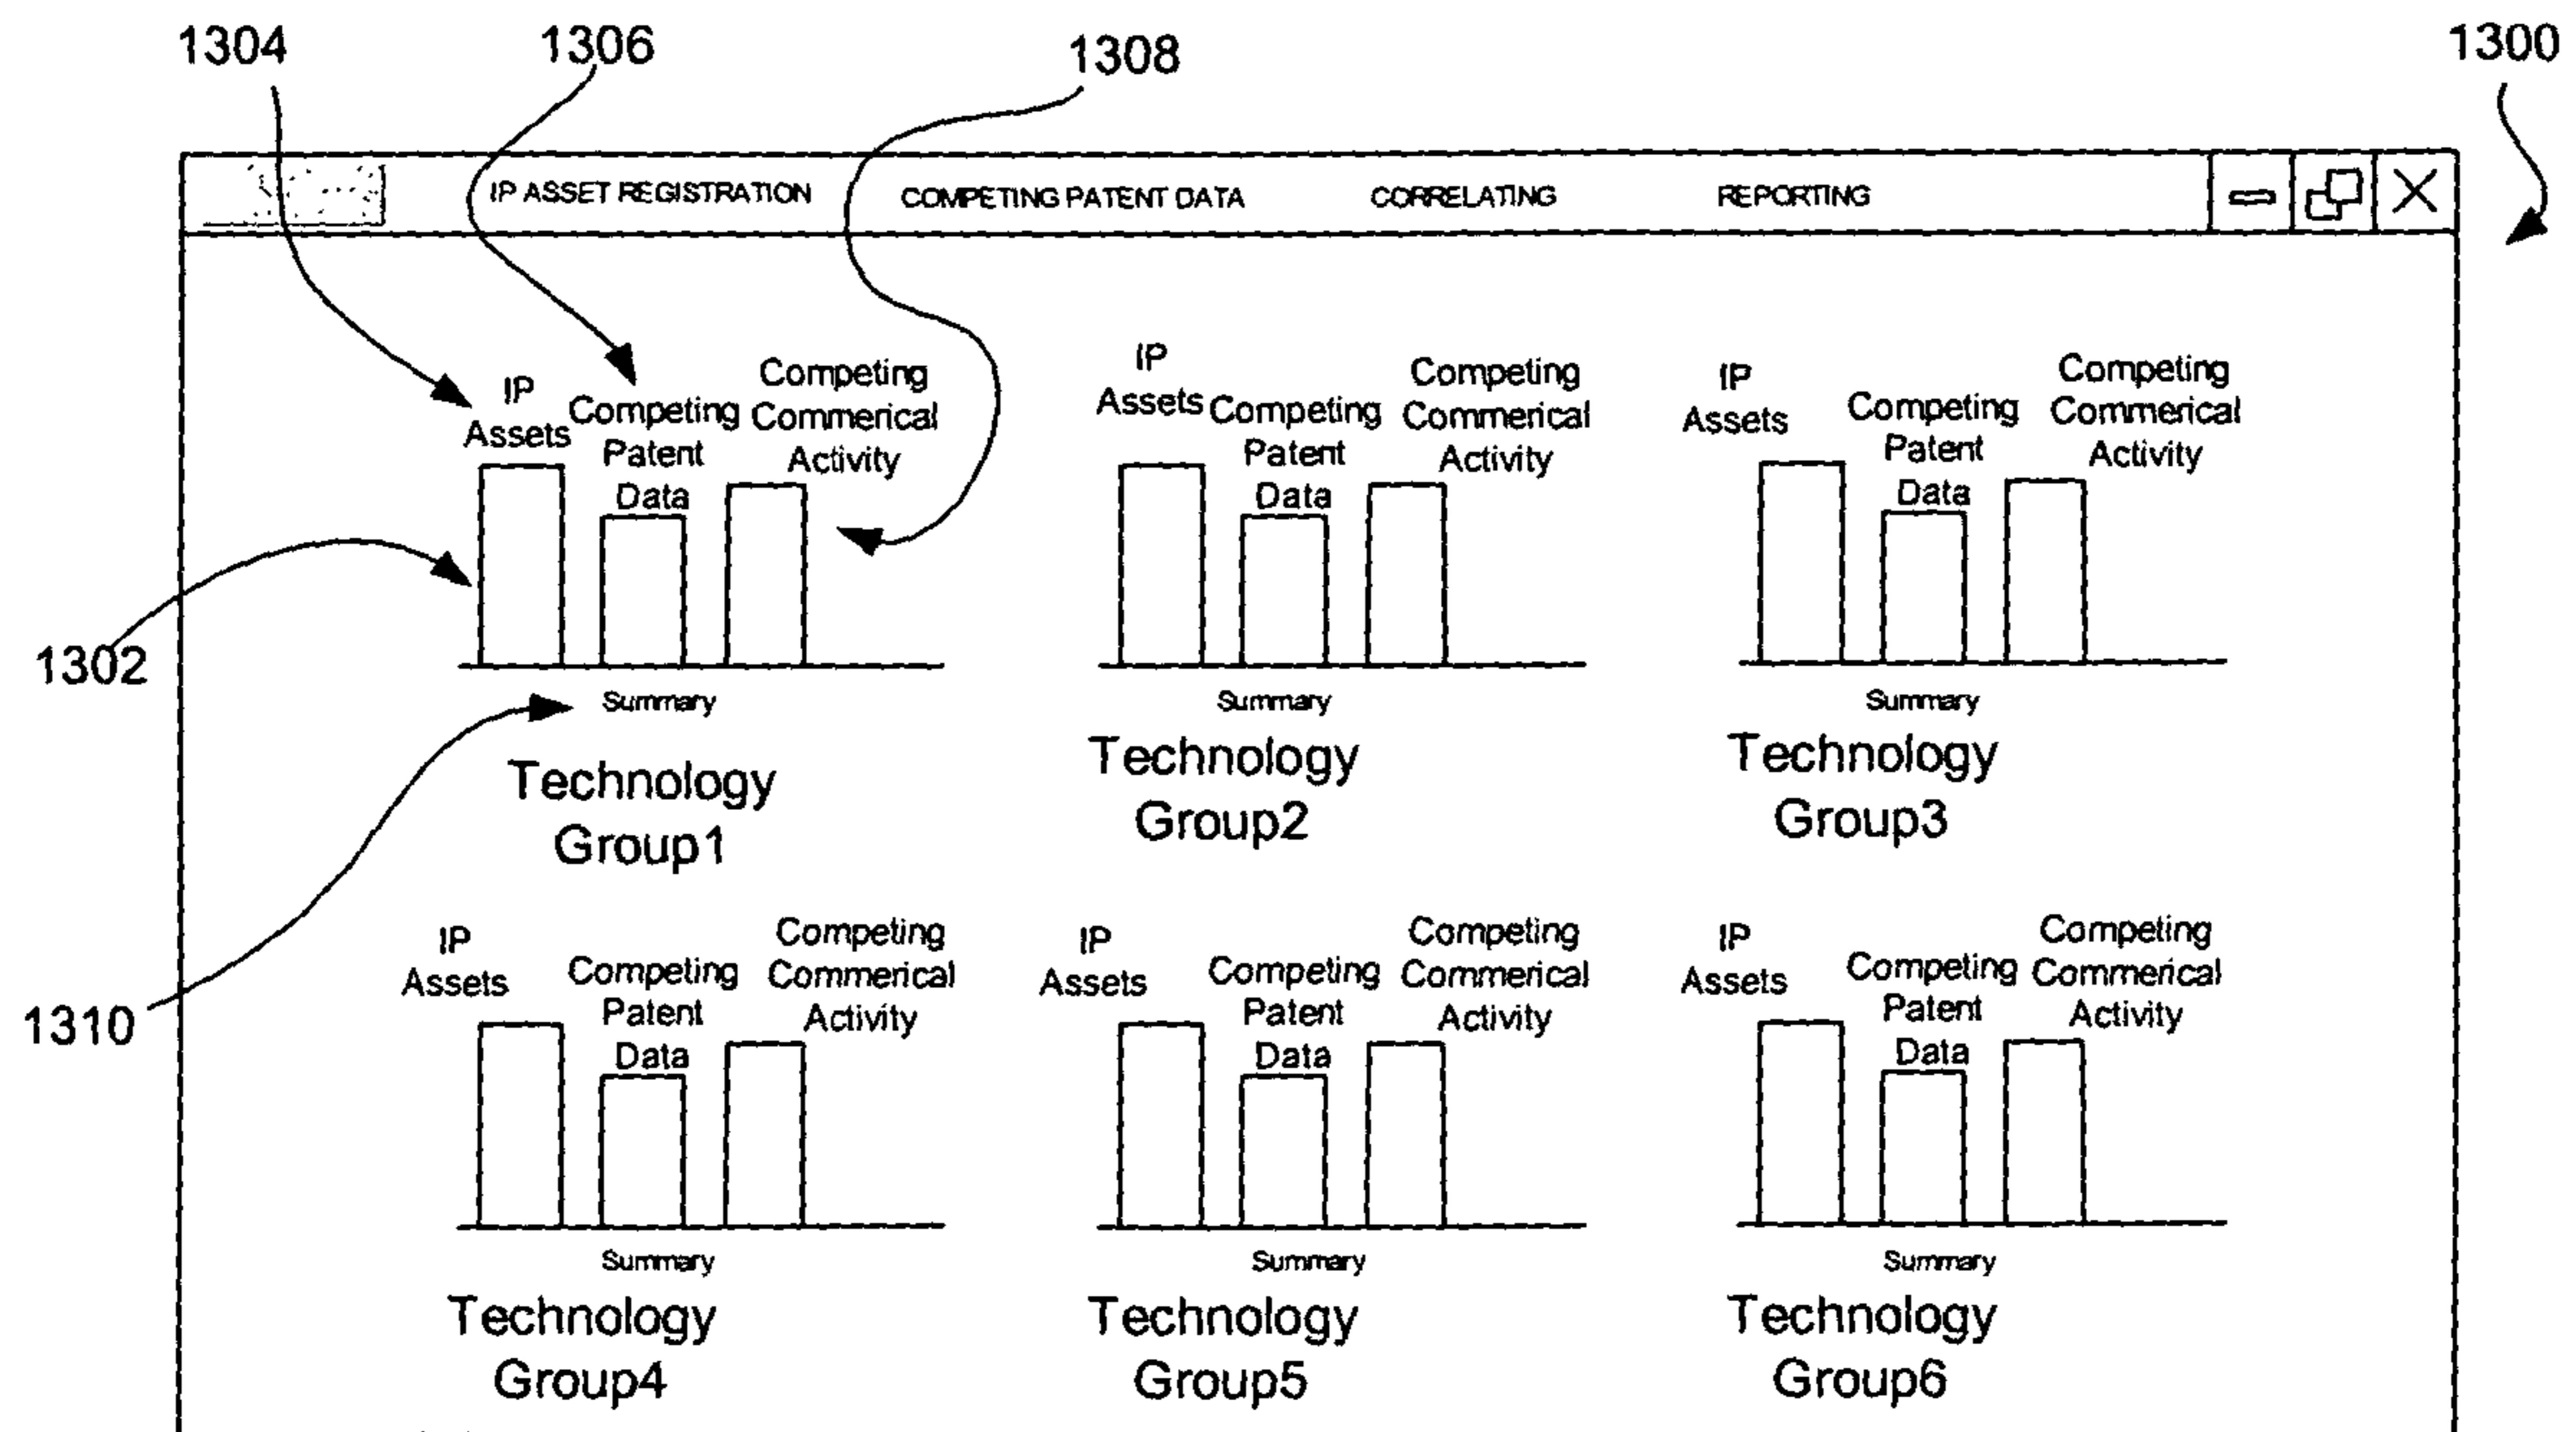 1304 1306 1308 1300
IP ASSET REGISTRATION COMPETING PATENT DATA CORRELATING REPORTING
IP
Assets
Competing
Patent
Data
Competing
Commerical
Activity
IP
Assets
Competing
Patent
Data
Competing
Commerical
Activity
IP
Assets
Competing
Patent
Data
Competing
Commerical
Activity
1302
Summary
Technology
Group1
Summary
Technology
Group2
Summary
Technology
Group3
IP
Assets
Competing
Patent
Data
Competing
Commerical
Activity
IP
Assets
Competing
Patent
Data
Competing
Commerical
Activity
IP
Assets
Competing
Patent
Data
Competing
Commerical
Activity
1310
Summary
Technology
Group4
Summary
Technology
Group5
Summary
Technology
Group6